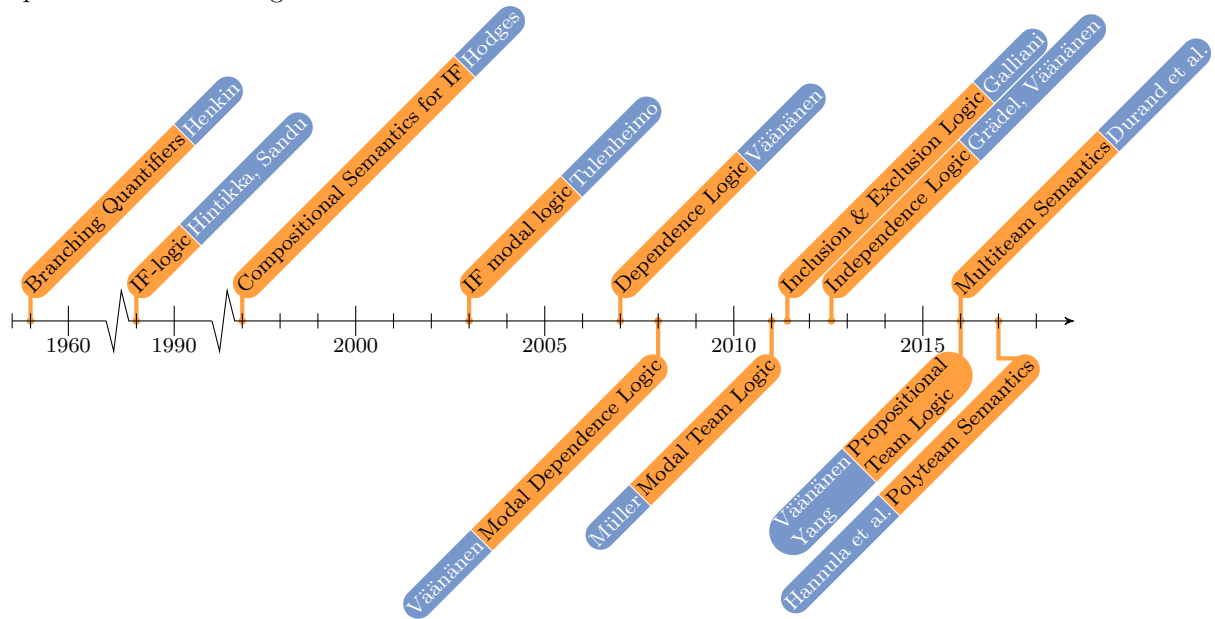 Branching Quantifiers Henkin
IF-logic Hintikka, Sandu
Compositional Semantics for IF Hodges
IF modal logic Tulenheimo
Dependence Logic Väänänen
Inclusion & Exclusion Logic Galliani
Independence Logic Grädel, Väänänen
Multiteam Semantics Durand et al.
1960
1990
2000
2005
2010
2015
Väänänen Modal Dependence Logic
Müller Modal Team Logic
Väänänen Propositional
Yang Team Logic
Hannula et al. Polyteam Semantics